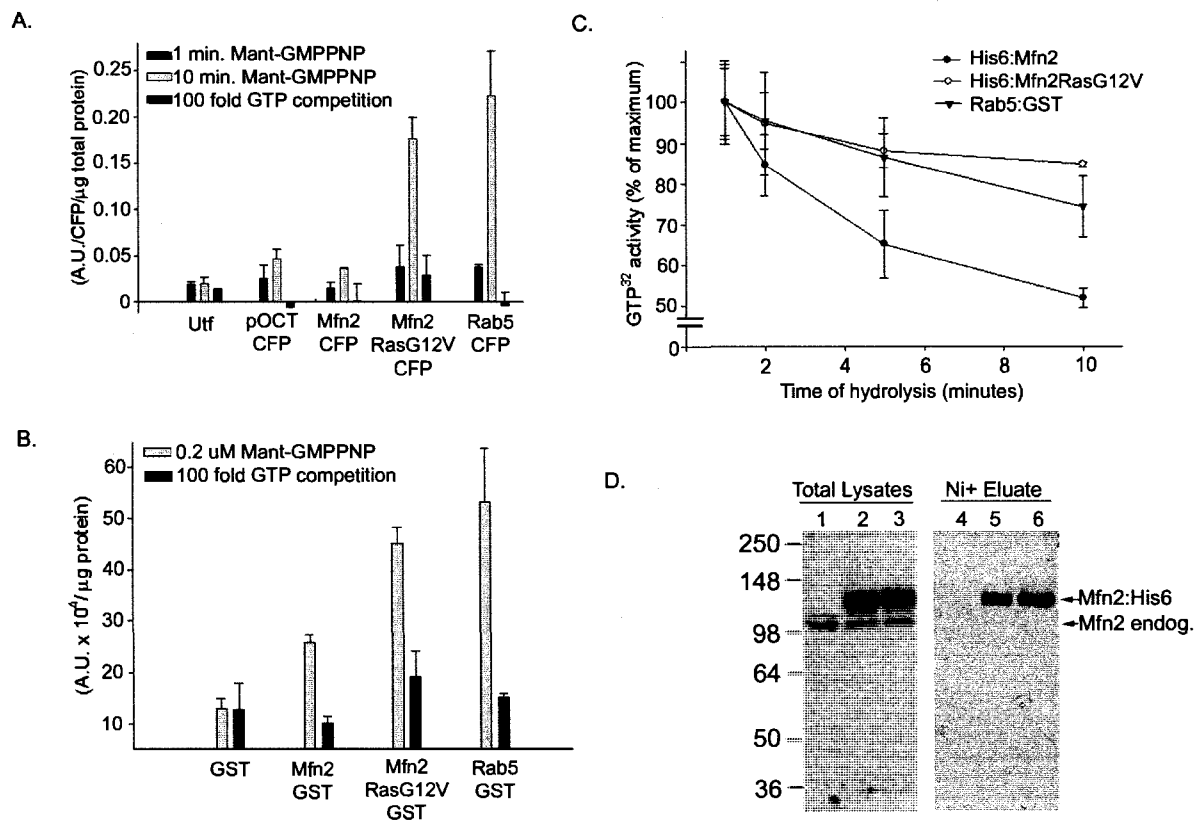 A.
1 min. Mant-GMPPNP
10 min. Mant-GMPPNP
100 fold GTP competition
(A.U./CFP/µg total protein)
0.25
0.20
0.15
0.10
0.05
0
Utf
pOCT CFP
Mfn2 CFP
Mfn2 RasG12V CFP
Rab5 CFP
B.
0.2 uM Mant-GMPPNP
100 fold GTP competition
(A.U. x 10⁴/ µg protein)
60
50
40
30
20
10
GST
Mfn2 GST
Mfn2 RasG12V GST
Rab5 GST
C.
His6:Mfn2
His6:Mfn2RasG12V
Rab5:GST
GTP³² activity (% of maximum)
100
90
80
70
60
50
0
2 4 6 8 10
Time of hydrolysis (minutes)
D.
Total Lysates Ni+ Eluate
1 2 3 4 5 6
250
148
98
64
50
36
Mfn2:His6
Mfn2 endog.